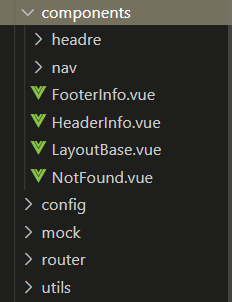 components
headre
nav
FooterInfo.vue
HeaderInfo.vue
LayoutBase.vue
NotFound.vue
config
mock
router
utils